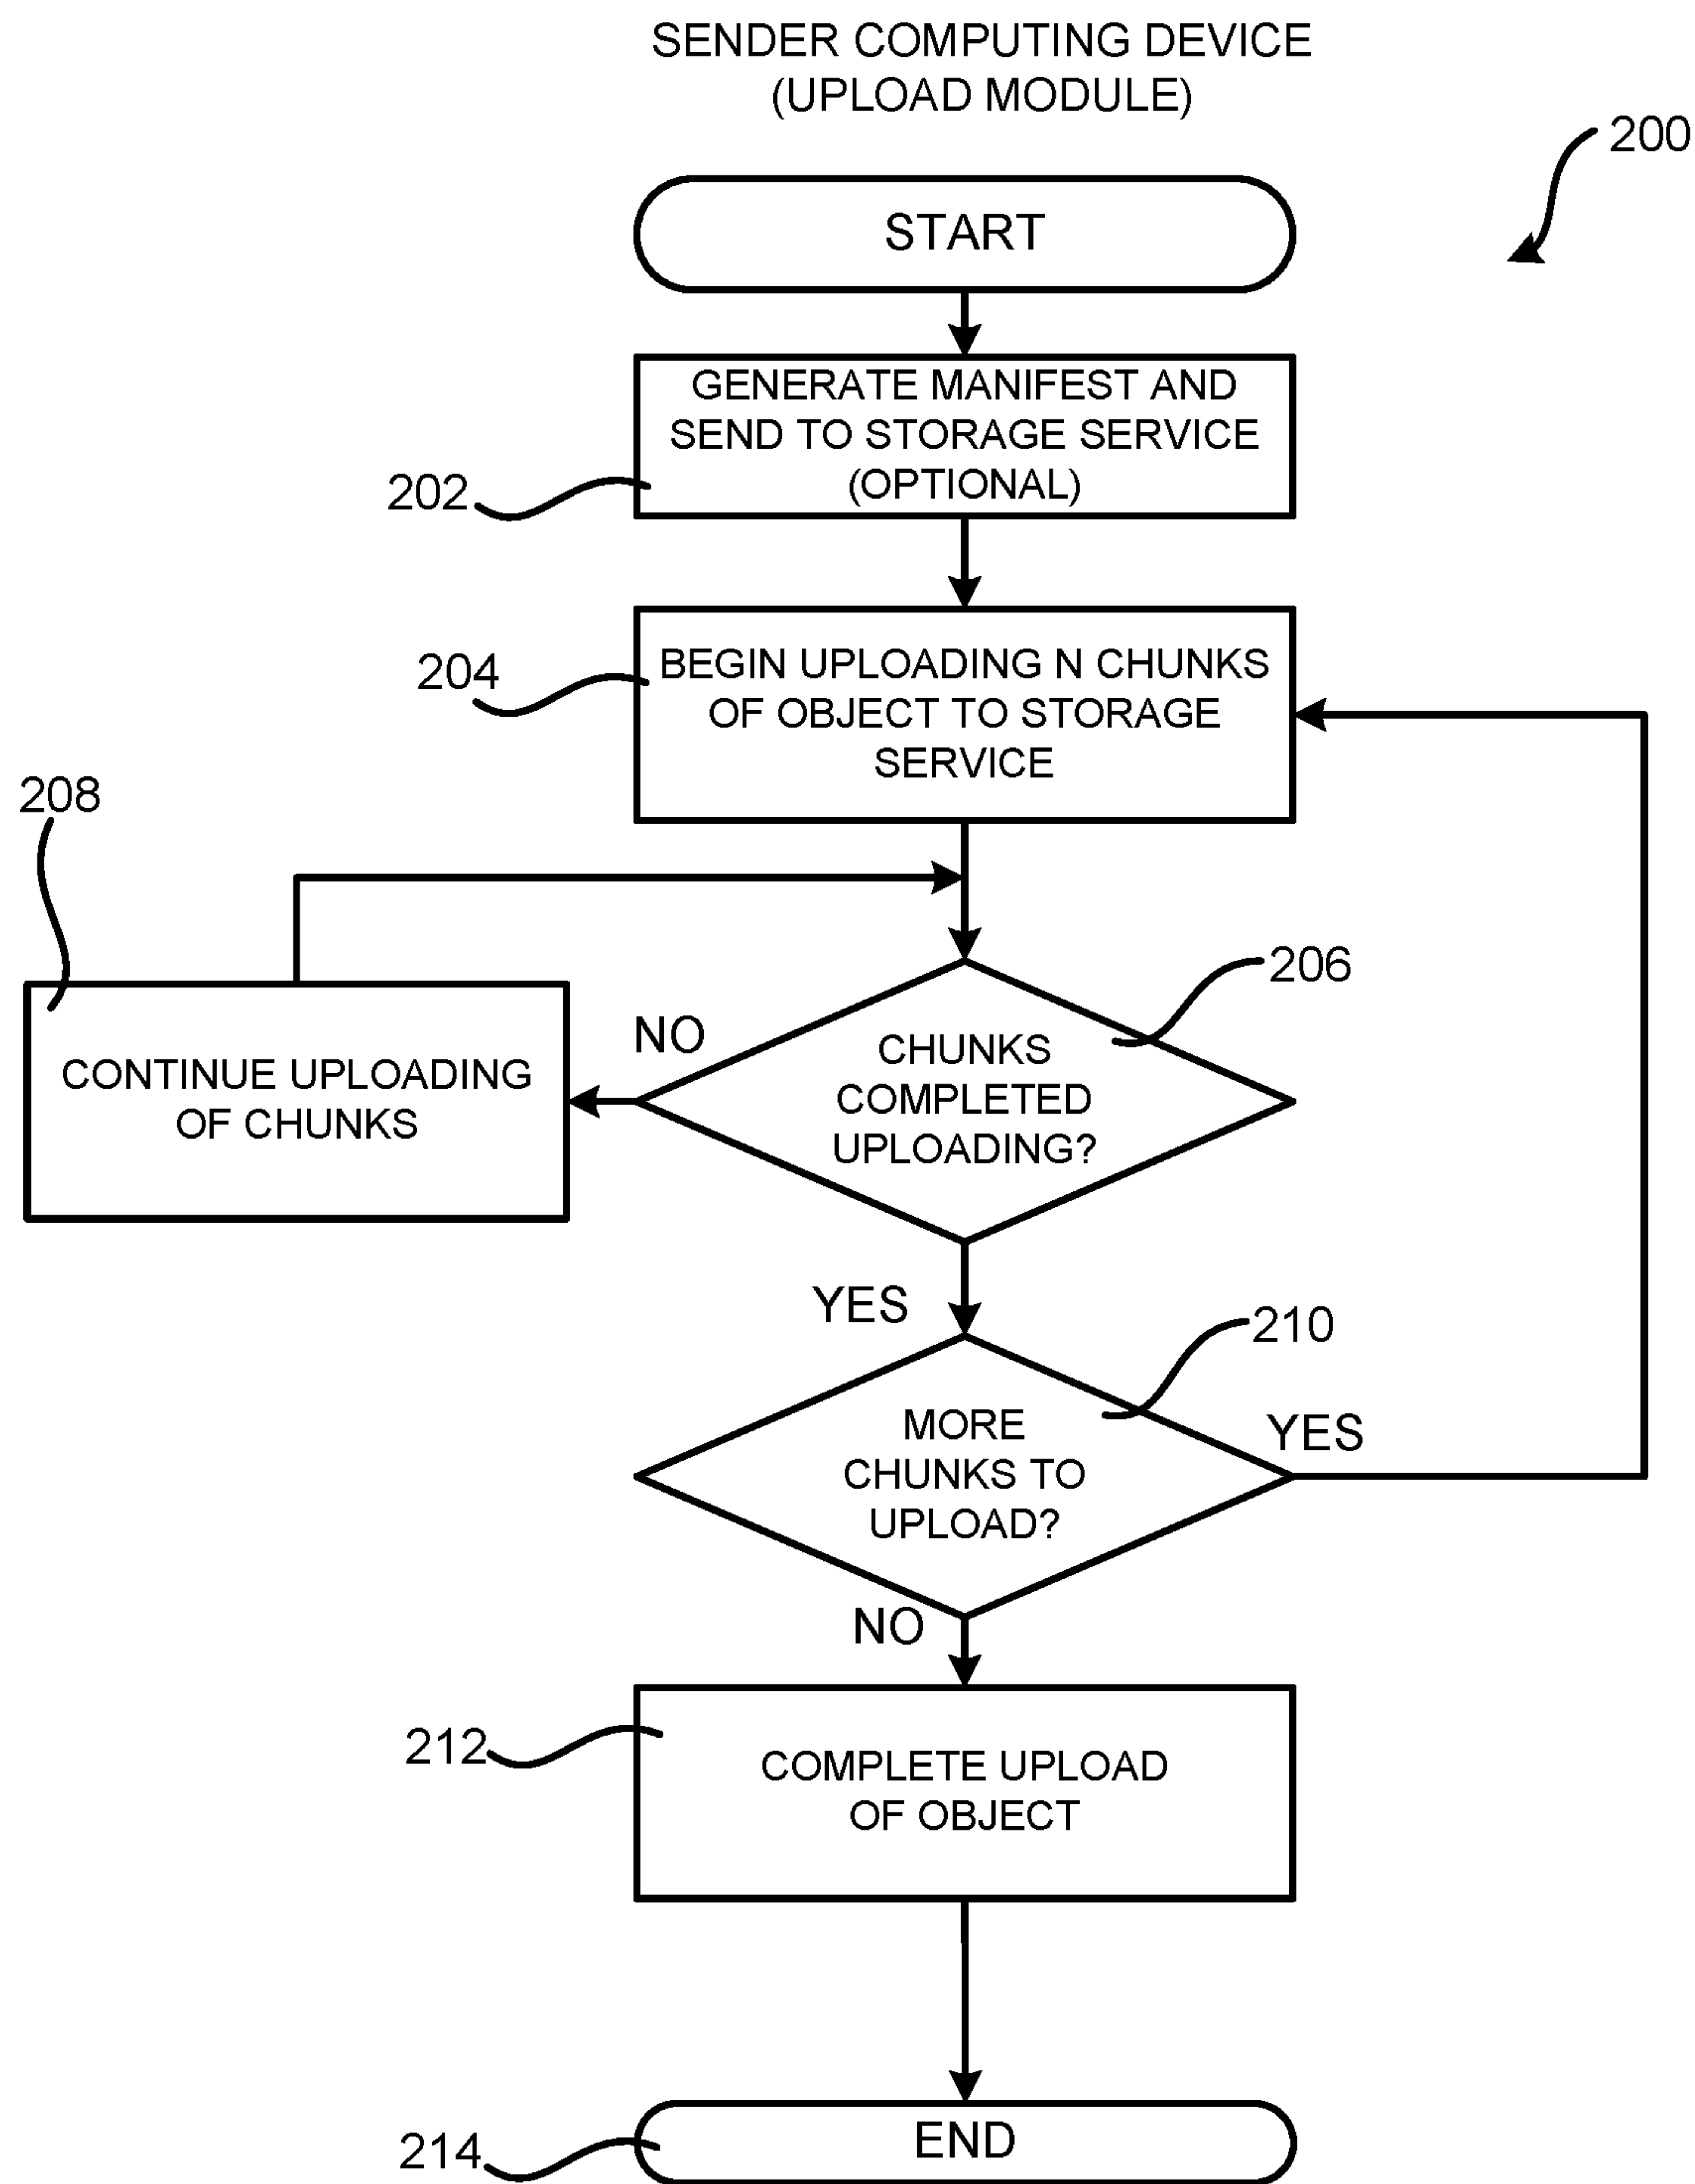 SENDER COMPUTING DEVICE
(UPLOAD MODULE)
200
START
GENERATE MANIFEST AND
SEND TO STORAGE SERVICE
(OPTIONAL)
202
204
BEGIN UPLOADING N CHUNKS
OF OBJECT TO STORAGE
SERVICE
208
206
NO
CHUNKS
COMPLETED
UPLOADING?
CONTINUE UPLOADING
OF CHUNKS
YES
210
MORE
CHUNKS TO
UPLOAD?
YES
NO
212
COMPLETE UPLOAD
OF OBJECT
END
214